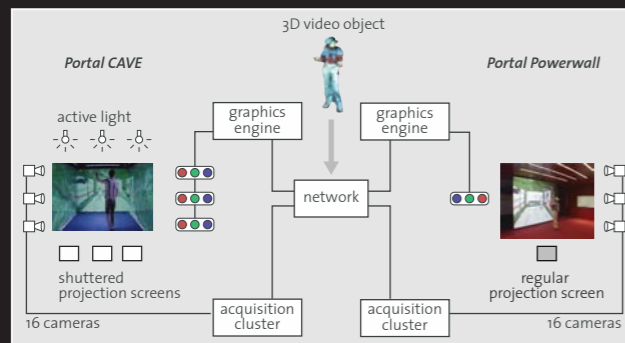 3D video object
Portal CAVE
Portal Powerwall
active light
graphics
engine
graphics
engine
network
shuttered
projection screens
regular
projection screen
acquisition
cluster
acquisition
cluster
16 cameras
16 cameras